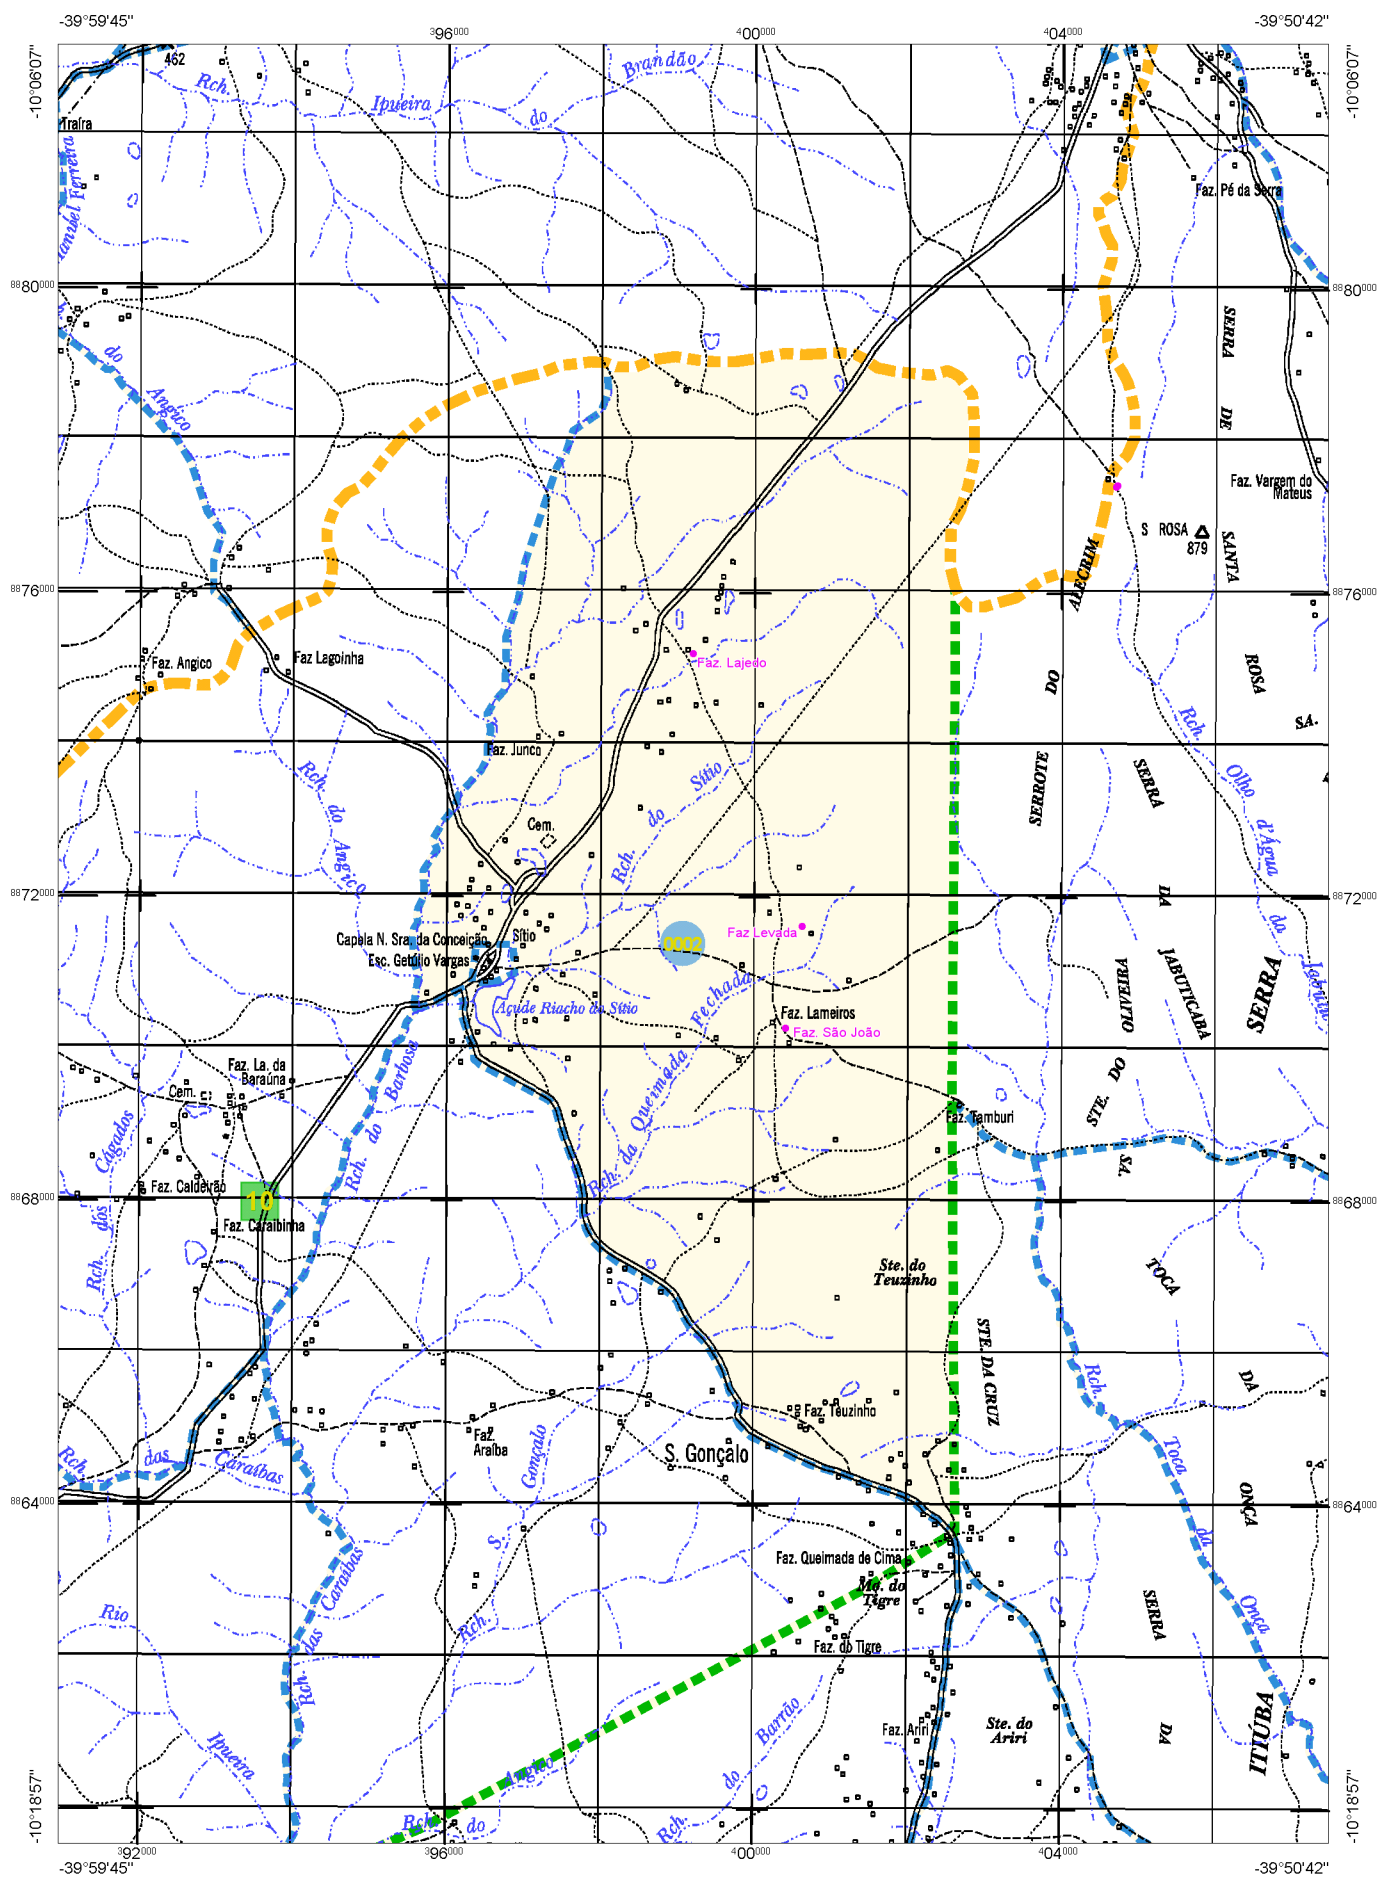 -39°59'45"
-39°50'42"
396000
400000
404000
-10°06'07"
-10°06'07"
462
Rch.
Ipueira
do
Brandão
Traíra
Manoel Ferreira
Faz. Pé da Serra
8880000
8880000
SERRA
DE
do
Angico
Faz. Vargem do
Mateus
S ROSA
879
SANTA
ALECRIM
8876000
8876000
Faz. Angico
Faz Lagoinha
Faz. Lajedo
DO
ROSA
SA.
Rch.
Faz. Junco
Rch. do Angico
Rch. do Sítio
SERROTE
SERRA
Olho
d'Água
da
Cem.
8872000
8872000
DA
JABUTICABA
Capela N. Sra. da Conceição
Sítio
Esc. Getúlio Vargas
Faz Levada
0002
OLIVEIRA
SERRA
Açude Riacho do Sítio
Faz. Lameiros
Faz. São João
Rch. da Queimada Fechada
Faz. La. da
Baraúna
Cem.
Rch. do Barbosa
DO
STE.
SA.
Faz. Tamburi
Rch. dos Cágados
Faz. Caldeirão
8868000
8868000
10
Faz. Caraibinha
Ste. do
Teuzinho
TOCA
STE. DA CRUZ
DA
Rch.
Toca
da
Onça
Faz. Teuzinho
Faz.
Araíba
S. Gonçalo
Rch. das Caraíbas
Rch. S. Gonçalo
ONÇA
8864000
8864000
Faz. Queimada de Cima
Mo. do
Tigre
Faz. do Tigre
SERRA
Rio
Rch. das Caraíbas
Faz. Ariri
Ste. do
Ariri
DA
ITIÚBA
Ipueira
Rch. do Angico
Rch. do Barrão
-10°18'57"
-10°18'57"
392000
396000
400000
404000
-39°59'45"
-39°50'42"